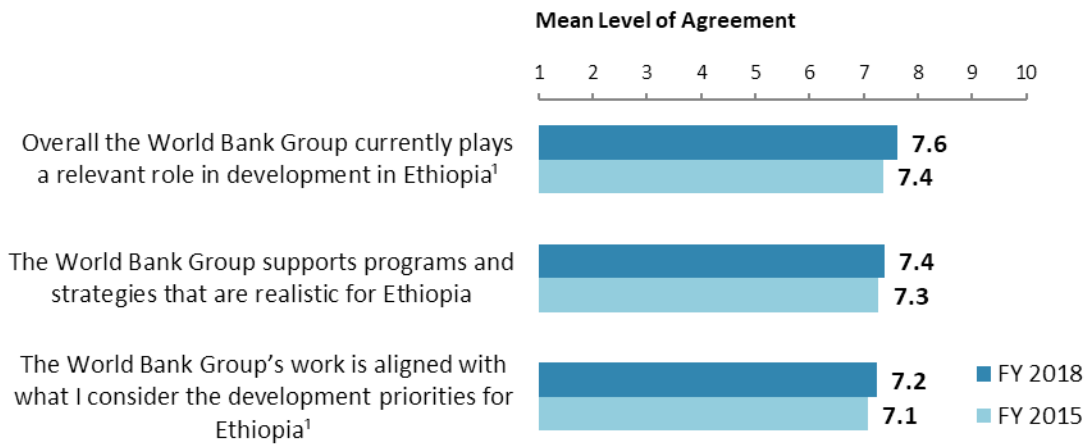 Mean Level of Agreement
1 2 3 4 5 6 7 8 9 10
Overall the World Bank Group currently plays
a relevant role in development in Ethiopia¹
7.6
7.4
The World Bank Group supports programs and
strategies that are realistic for Ethiopia
7.4
7.3
The World Bank Group’s work is aligned with
what I consider the development priorities for
Ethiopia¹
7.2
7.1
FY 2018
FY 2015